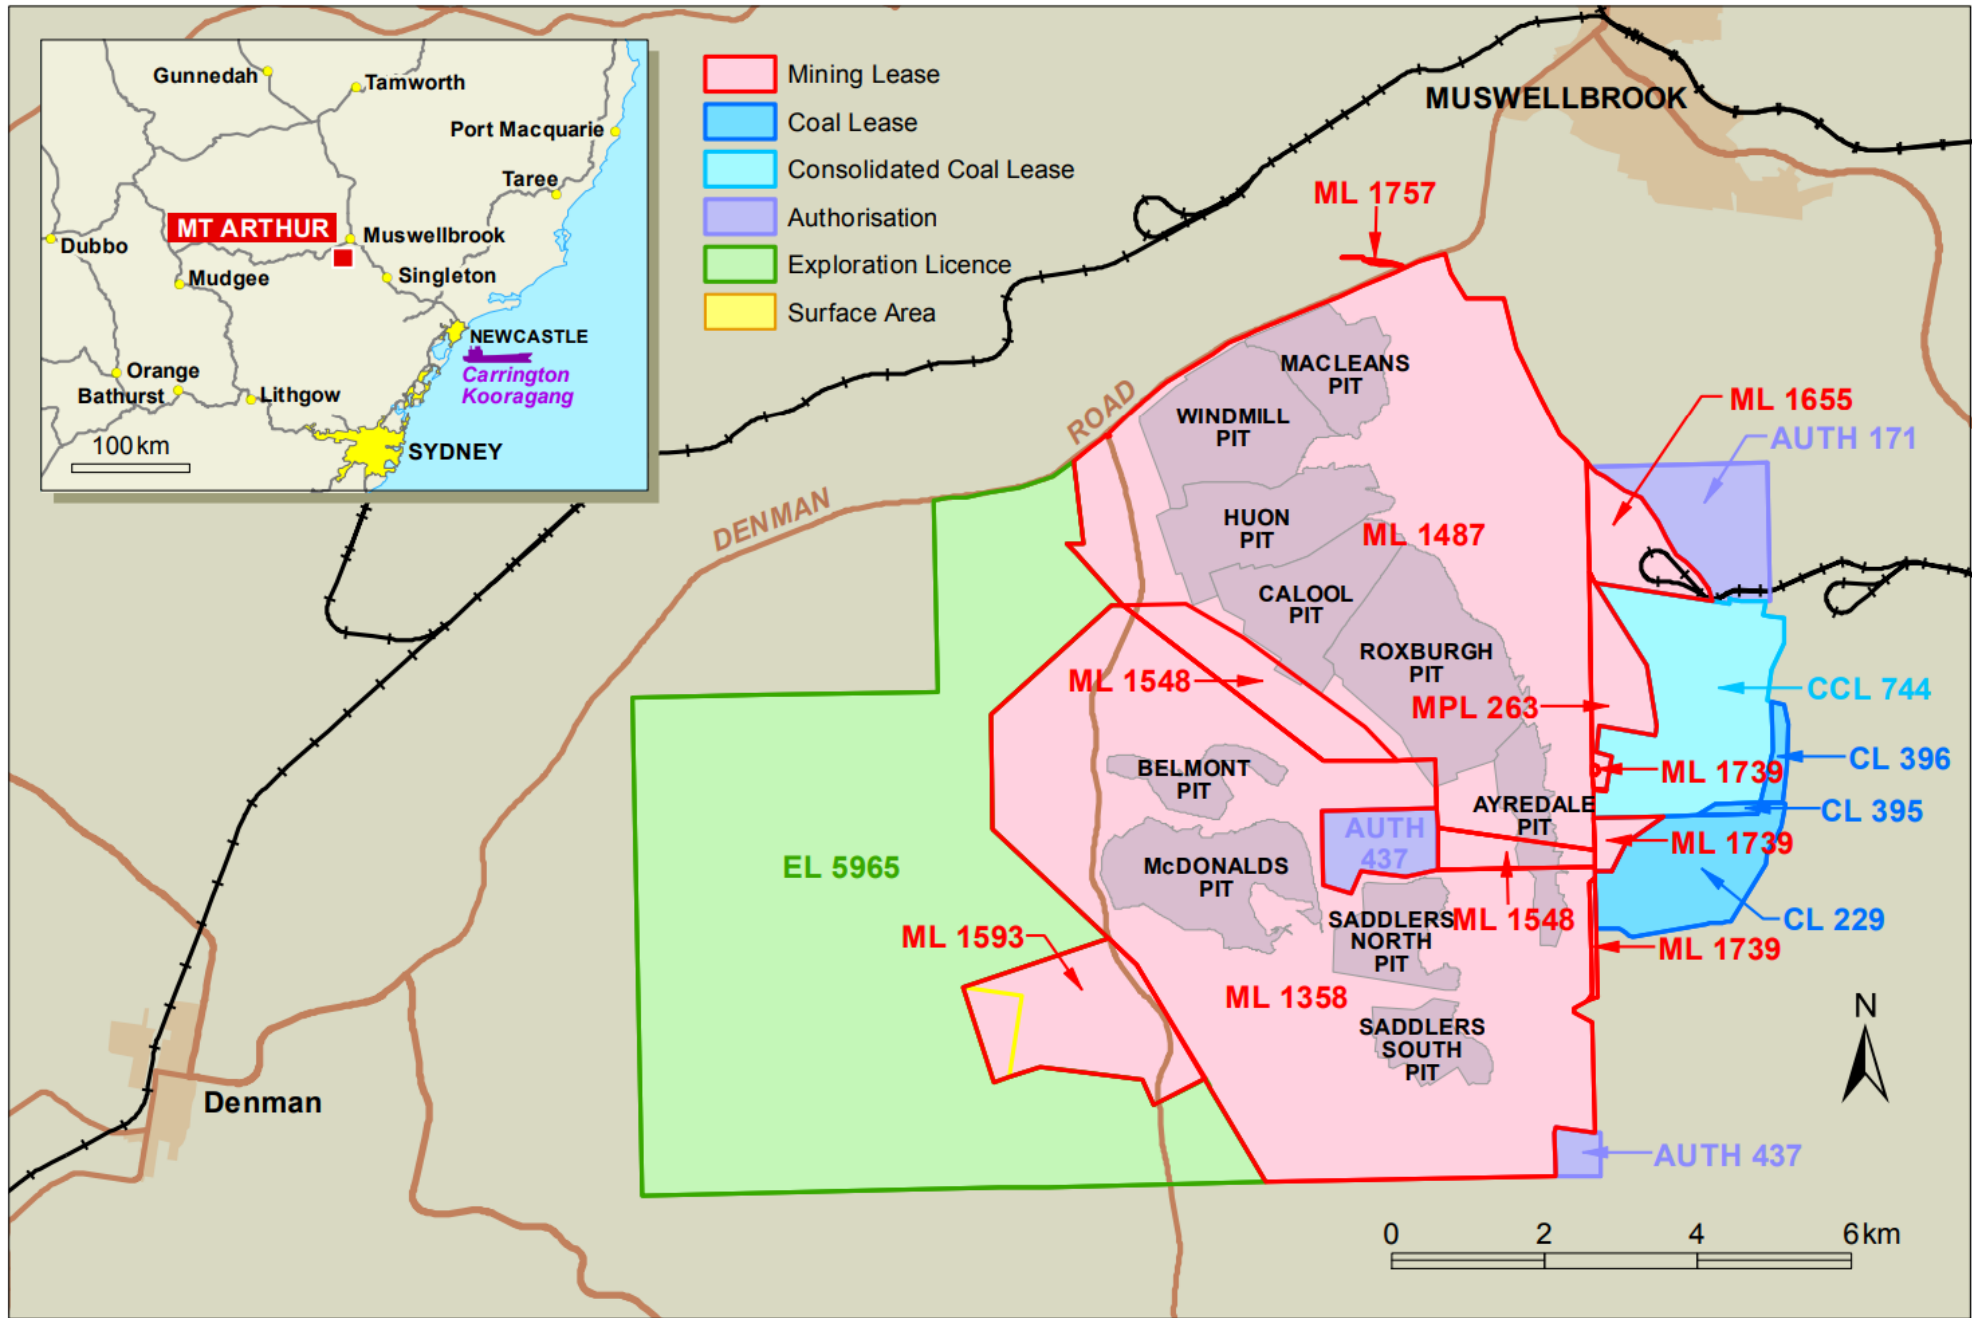 Gunnedah
Tamworth
Port Macquarie
Taree
MT ARTHUR
Muswellbrook
Dubbo
Mudgee
Singleton
NEWCASTLE
Carrington
Kooragang
Orange
Bathurst
Lithgow
SYDNEY
100 km
Mining Lease
Coal Lease
Consolidated Coal Lease
Authorisation
Exploration Licence
Surface Area
MUSWELLBROOK
ML 1757
MACLEANS
PIT
WINDMILL
PIT
ML 1655
AUTH 171
DENMAN
ROAD
HUON
PIT
ML 1487
CALOOL
PIT
ROXBURGH
PIT
ML 1548
MPL 263
CCL 744
BELMONT
PIT
ML 1739
CL 396
AYREDALE
PIT
CL 395
AUTH
437
ML 1739
EL 5965
McDONALDS
PIT
ML 1548
CL 229
SADDLERS
NORTH
PIT
ML 1593
ML 1739
ML 1358
SADDLERS
SOUTH
PIT
N
Denman
AUTH 437
0 2 4 6 km